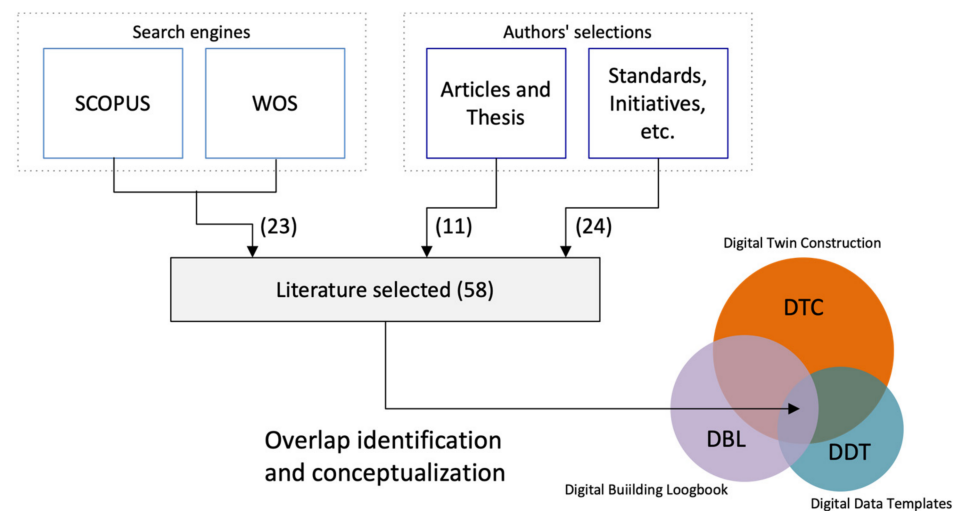 Search engines
Authors' selections
SCOPUS
WOS
Articles and
Thesis
Standards,
Initiatives,
etc.
(23)
(11)
(24)
Literature selected (58)
Digital Twin Construction
DTC
Overlap identification
and conceptualization
DBL
DDT
Digital Buiilding Loogbook
Digital Data Templates